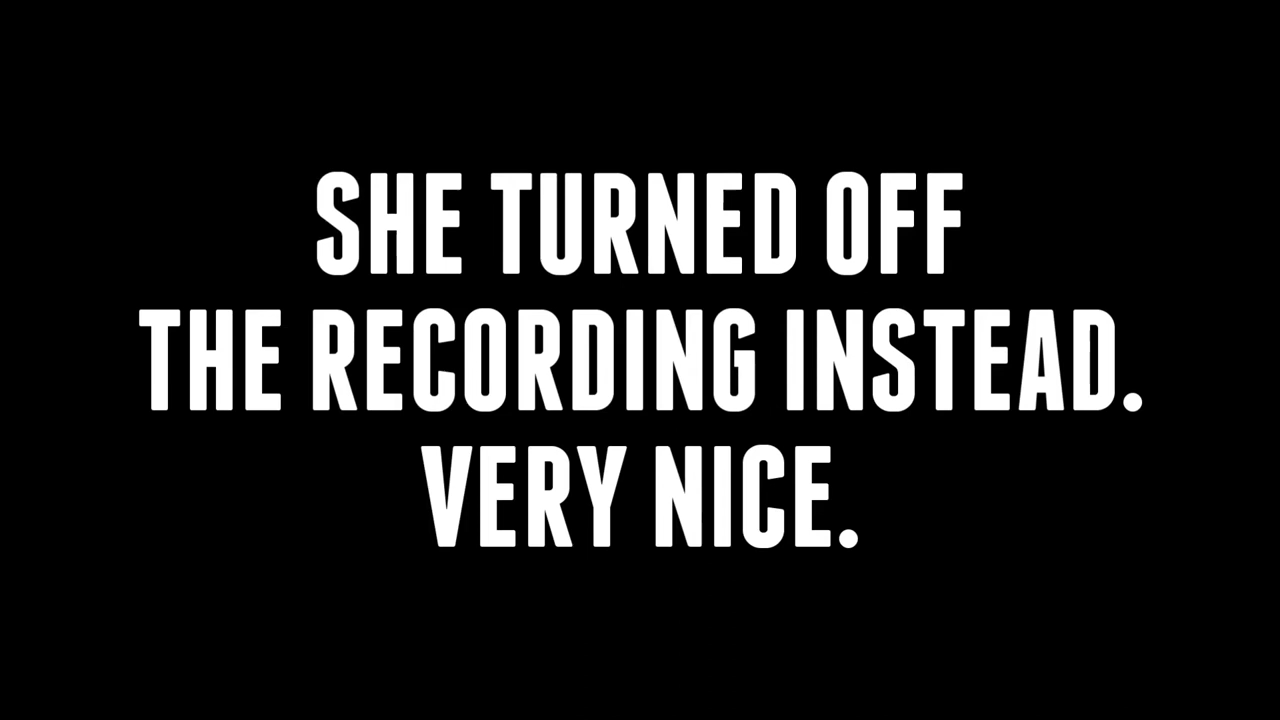 SHE TURNED OFF
THE RECORDING INSTEAD.
VERY NICE.